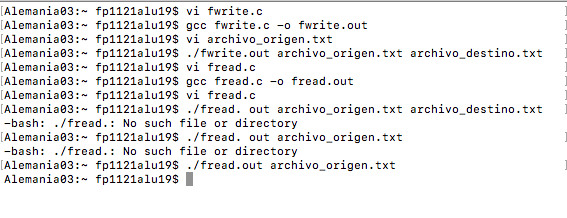 [Alemania03:~ fp1121alu19$ vi fwrite.c ]
[Alemania03:~ fp1121alu19$ gcc fwrite.c -o fwrite.out ]
[Alemania03:~ fp1121alu19$ vi archivo_origen.txt ]
[Alemania03:~ fp1121alu19$ ./fwrite.out archivo_origen.txt archivo_destino.txt ]
[Alemania03:~ fp1121alu19$ vi fread.c ]
[Alemania03:~ fp1121alu19$ gcc fread.c -o fread.out ]
[Alemania03:~ fp1121alu19$ vi fread.c ]
[Alemania03:~ fp1121alu19$ ./fread. out archivo_origen.txt archivo_destino.txt ]
-bash: ./fread.: No such file or directory
[Alemania03:~ fp1121alu19$ ./fread. out archivo_origen.txt ]
-bash: ./fread.: No such file or directory
[Alemania03:~ fp1121alu19$ ./fread.out archivo_origen.txt ]
Alemania03:~ fp1121alu19$